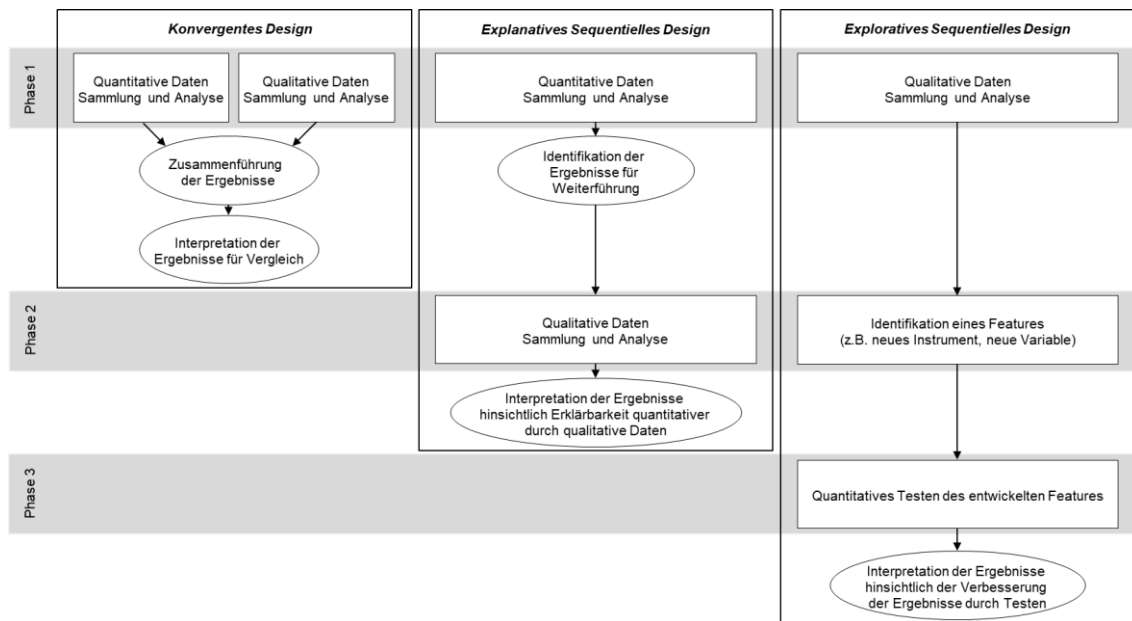 Konvergentes Design
Explanatives Sequentielles Design
Exploratives Sequentielles Design
Phase 1
Quantitative Daten
Sammlung und Analyse
Qualitative Daten
Sammlung und Analyse
Quantitative Daten
Sammlung und Analyse
Qualitative Daten
Sammlung und Analyse
Zusammenführung
der Ergebnisse
Identifikation der
Ergebnisse für
Weiterführung
Interpretation der
Ergebnisse für Vergleich
Phase 2
Qualitative Daten
Sammlung und Analyse
Identifikation eines Features
(z.B. neues Instrument, neue Variable)
Interpretation der Ergebnisse
hinsichtlich Erklärbarkeit quantitativer
durch qualitative Daten
Phase 3
Quantitatives Testen des entwickelten Features
Interpretation der Ergebnisse
hinsichtlich der Verbesserung
der Ergebnisse durch Testen